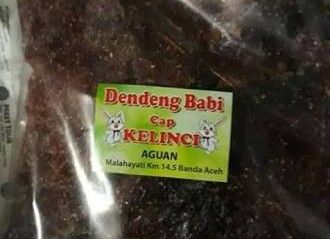 Dendeng Babi
Cap
KELINCI
AGUAN
Malahayati Km 14.5 Banda Aceh